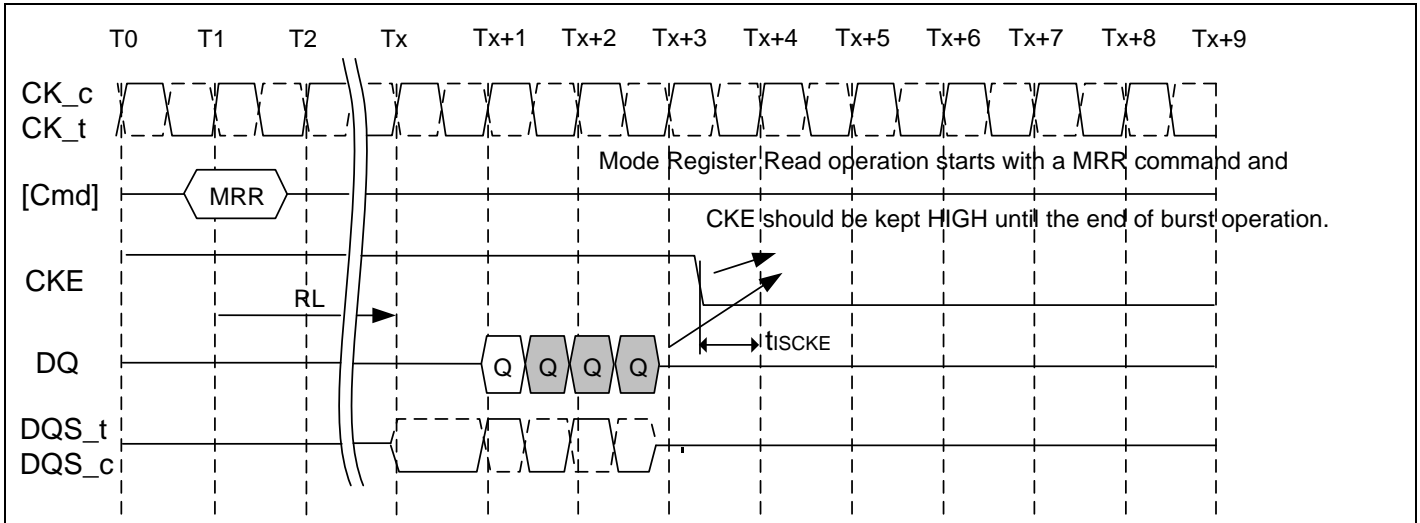 T0 T1 T2 Tx Tx+1 Tx+2 Tx+3 Tx+4 Tx+5 Tx+6 Tx+7 Tx+8 Tx+9
CK_c
CK_t
Mode Register Read operation starts with a MRR command and
[Cmd] MRR
CKE should be kept HIGH until the end of burst operation.
CKE
RL
tISCKE
DQ Q Q Q Q
DQS_t
DQS_c